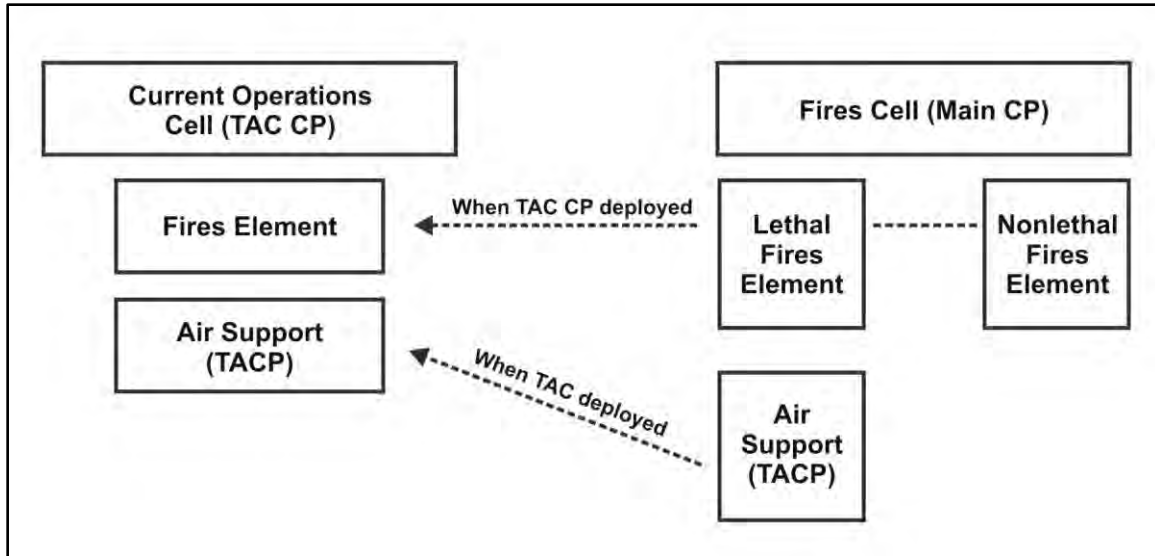 Current Operations
Cell (TAC CP)
Fires Element
Air Support
(TACP)
When TAC CP deployed
When TAC deployed
Fires Cell (Main CP)
Lethal
Fires
Element
Nonlethal
Fires
Element
Air
Support
(TACP)